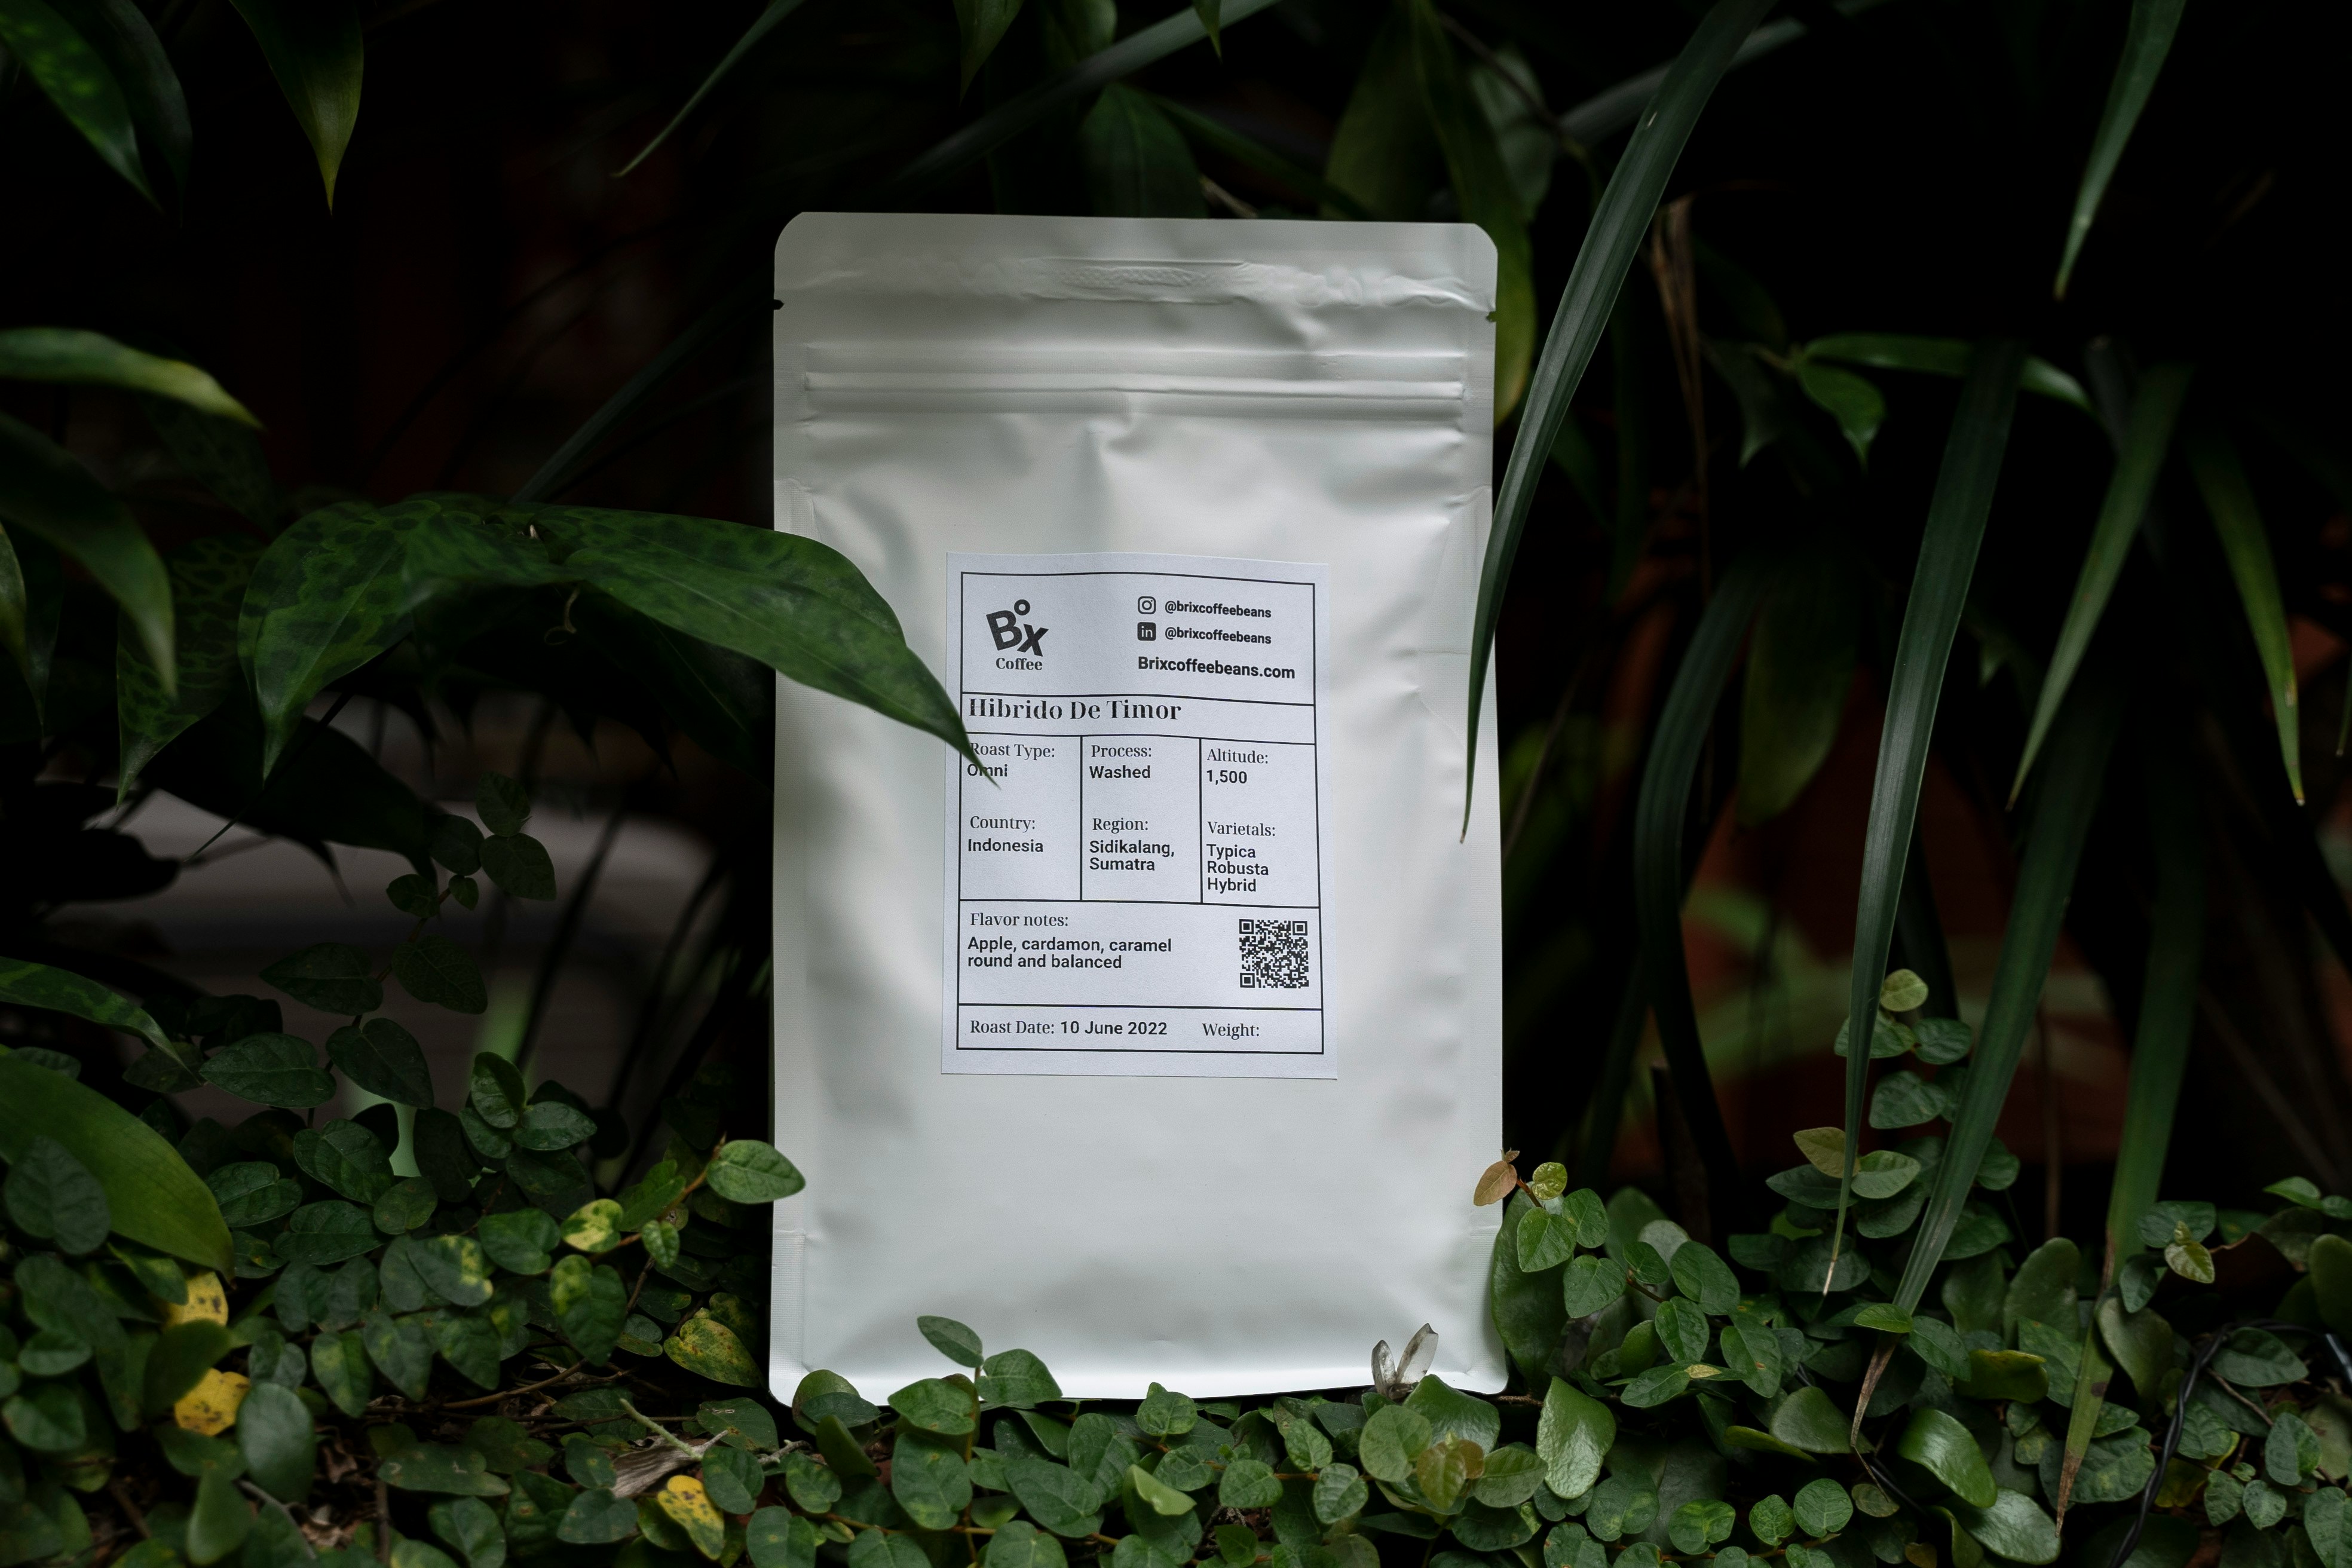 Bx
Coffee
@brixcoffeebeans
in @brixcoffeebeans
Brixcoffeebeans.com
Hibrido De Timor
Roast Type:
Omni
Process:
Washed
Altitude:
1,500
Country:
Indonesia
Region:
Sidikalang,
Sumatra
Varietals:
Typica
Robusta
Hybrid
Flavor notes:
Apple, cardamon, caramel
round and balanced
Roast Date: 10 June 2022
Weight: